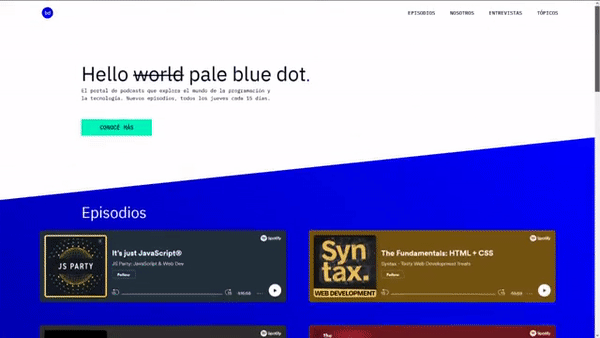 bd
EPISODIOS NOSOTROS ENTREVISTAS TÓPICOS
Hello world pale blue dot.
El portal de podcasts que explora el mundo de la programación y
la tecnología. Nuevos episodios, todos los jueves cada 15 días.
CONOCÉ MÁS
Episodios
Spotify
JS PARTY
It's just JavaScript®
JS Party: JavaScript & Web Dev
Follow
Spotify
Syn
tax.
WEB DEVELOPMENT
The Fundamentals: HTML + CSS
Syntax - Tasty Web Development Treats
Follow
Spotify
Spotify
The